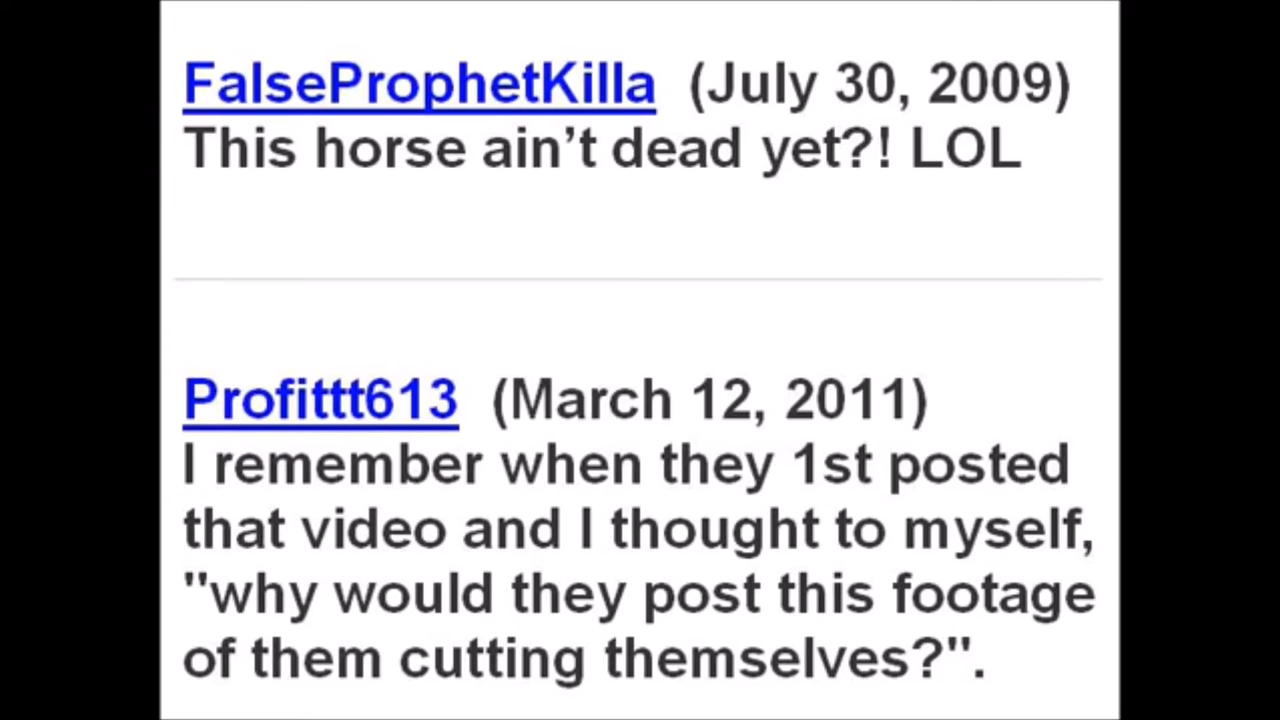 FalseProphetKilla (July 30, 2009)
This horse ain’t dead yet?! LOL
Profittt613 (March 12, 2011)
I remember when they 1st posted
that video and I thought to myself,
"why would they post this footage
of them cutting themselves?".